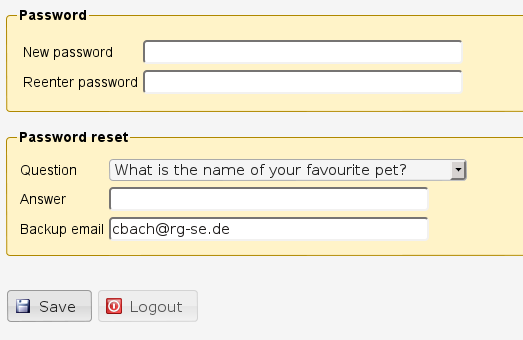 Password
New password
Reenter password
Password reset
Question What is the name of your favourite pet?
Answer
Backup email cbach@rg-se.de
Save Logout